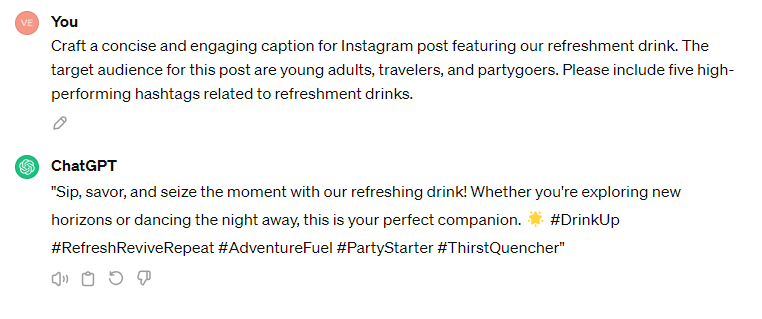 VE
You
Craft a concise and engaging caption for Instagram post featuring our refreshment drink. The
target audience for this post are young adults, travelers, and partygoers. Please include five high-
performing hashtags related to refreshment drinks.
ChatGPT
"Sip, savor, and seize the moment with our refreshing drink! Whether you're exploring new
horizons or dancing the night away, this is your perfect companion. 🌟 #DrinkUp
#RefreshReviveRepeat #AdventureFuel #PartyStarter #ThirstQuencher"